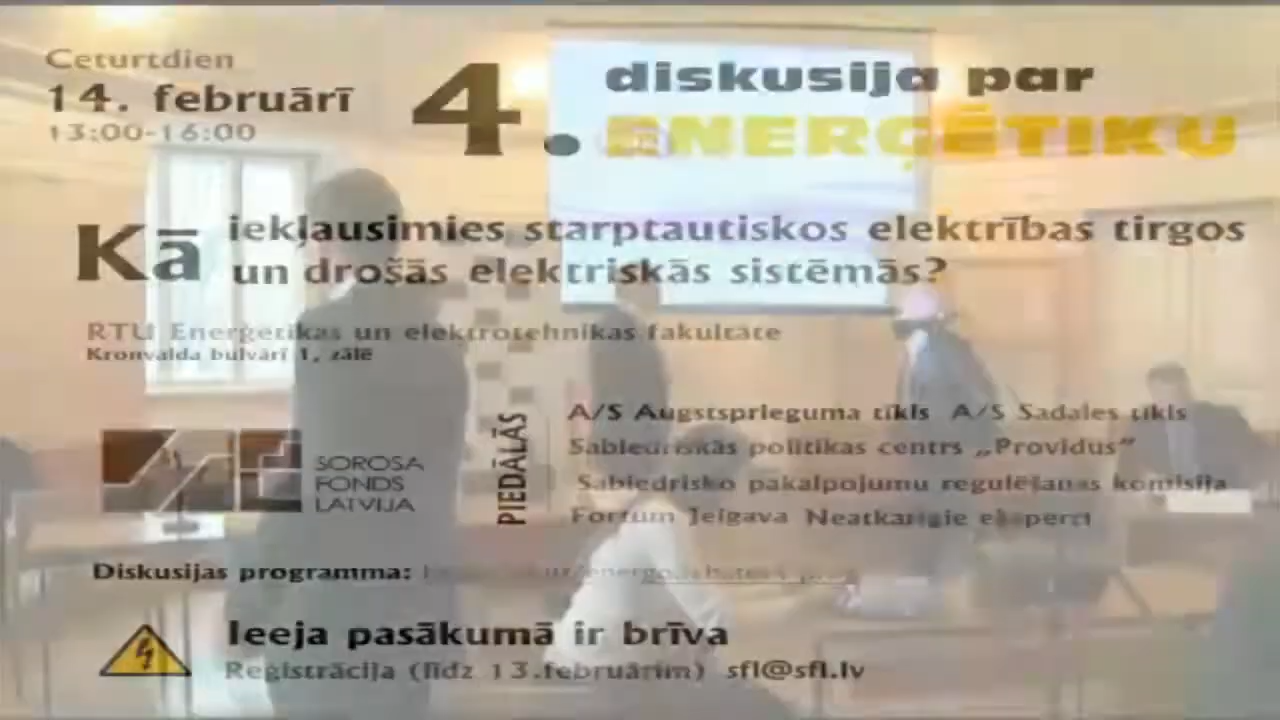 Ceturtdien
14. februārī
13:00-16:00
4. diskusija par
ENERĢĒTIKU
Kā iekļausimies starptautiskos elektrības tirgos
un drošās elektriskās sistēmās?
RTU Enerģētikas un elektrotehnikas fakultāte
Kronvalda bulvārī 1, zālē
SOROSA
FONDS
LATVIJA
PIEDĀLĀS
A/S Augstsprieguma tīkls A/S Sadales tīkls
Sabiedriskās politikas centrs „Providus”
Sabiedrisko pakalpojumu regulēšanas komisija
Fortum Jelgava Neatkarīgie eksperti
Diskusijas programma:
Ieeja pasākumā ir brīva
Reģistrācija (līdz 13.februārim) sfl@sfl.lv